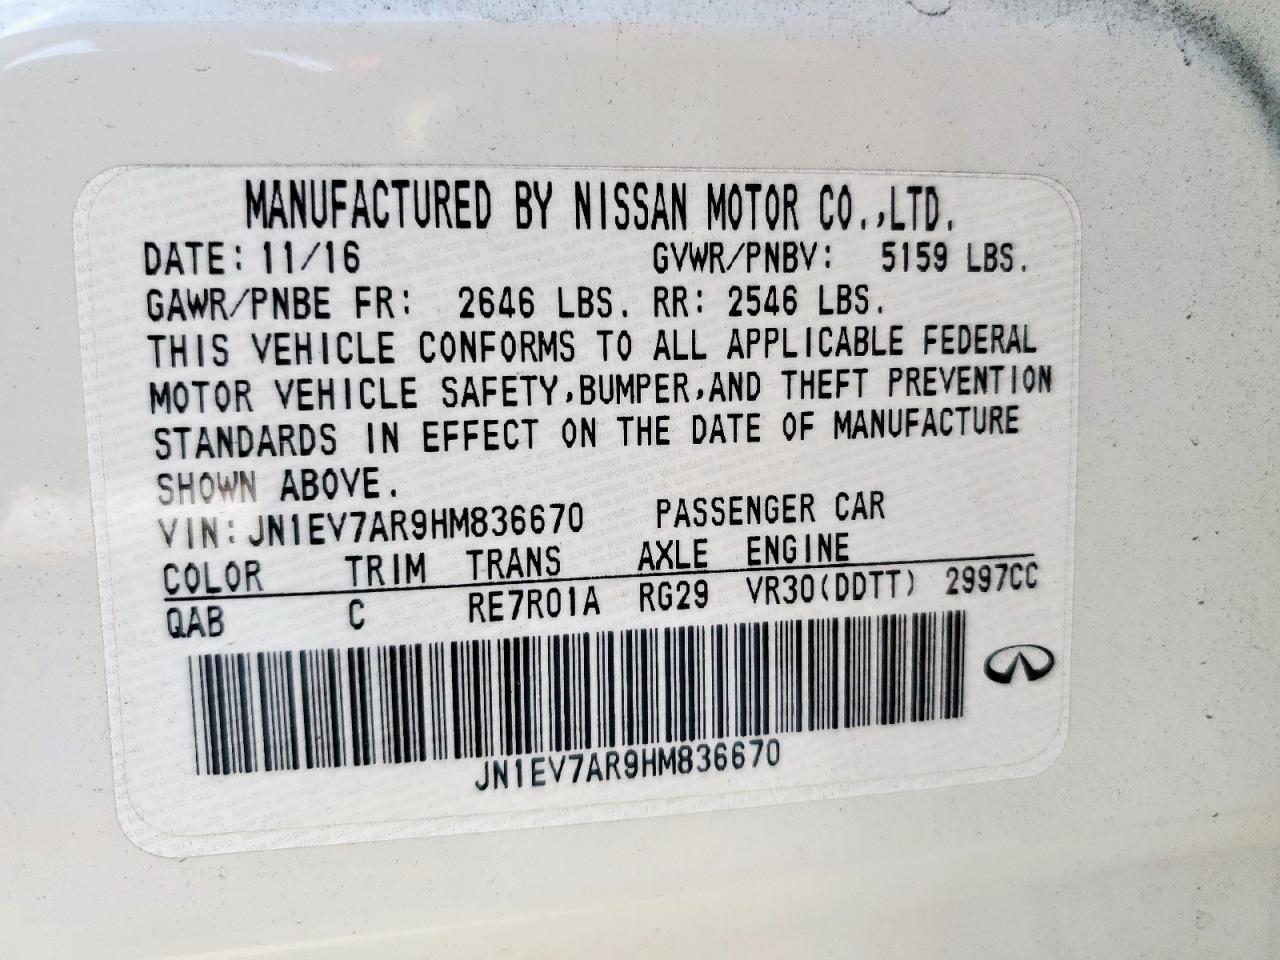 MANUFACTURED BY NISSAN MOTOR CO.,LTD.
DATE: 11/16 GVWR/PNBV: 5159 LBS.
GAWR/PNBE FR: 2646 LBS. RR: 2546 LBS.
THIS VEHICLE CONFORMS TO ALL APPLICABLE FEDERAL
MOTOR VEHICLE SAFETY,BUMPER,AND THEFT PREVENTION
STANDARDS IN EFFECT ON THE DATE OF MANUFACTURE
SHOWN ABOVE.
VIN: JN1EV7AR9HM836670 PASSENGER CAR
COLOR TRIM TRANS AXLE ENGINE
QAB C RE7R01A RG29 VR30(DDTT) 2997CC
JN1EV7AR9HM836670